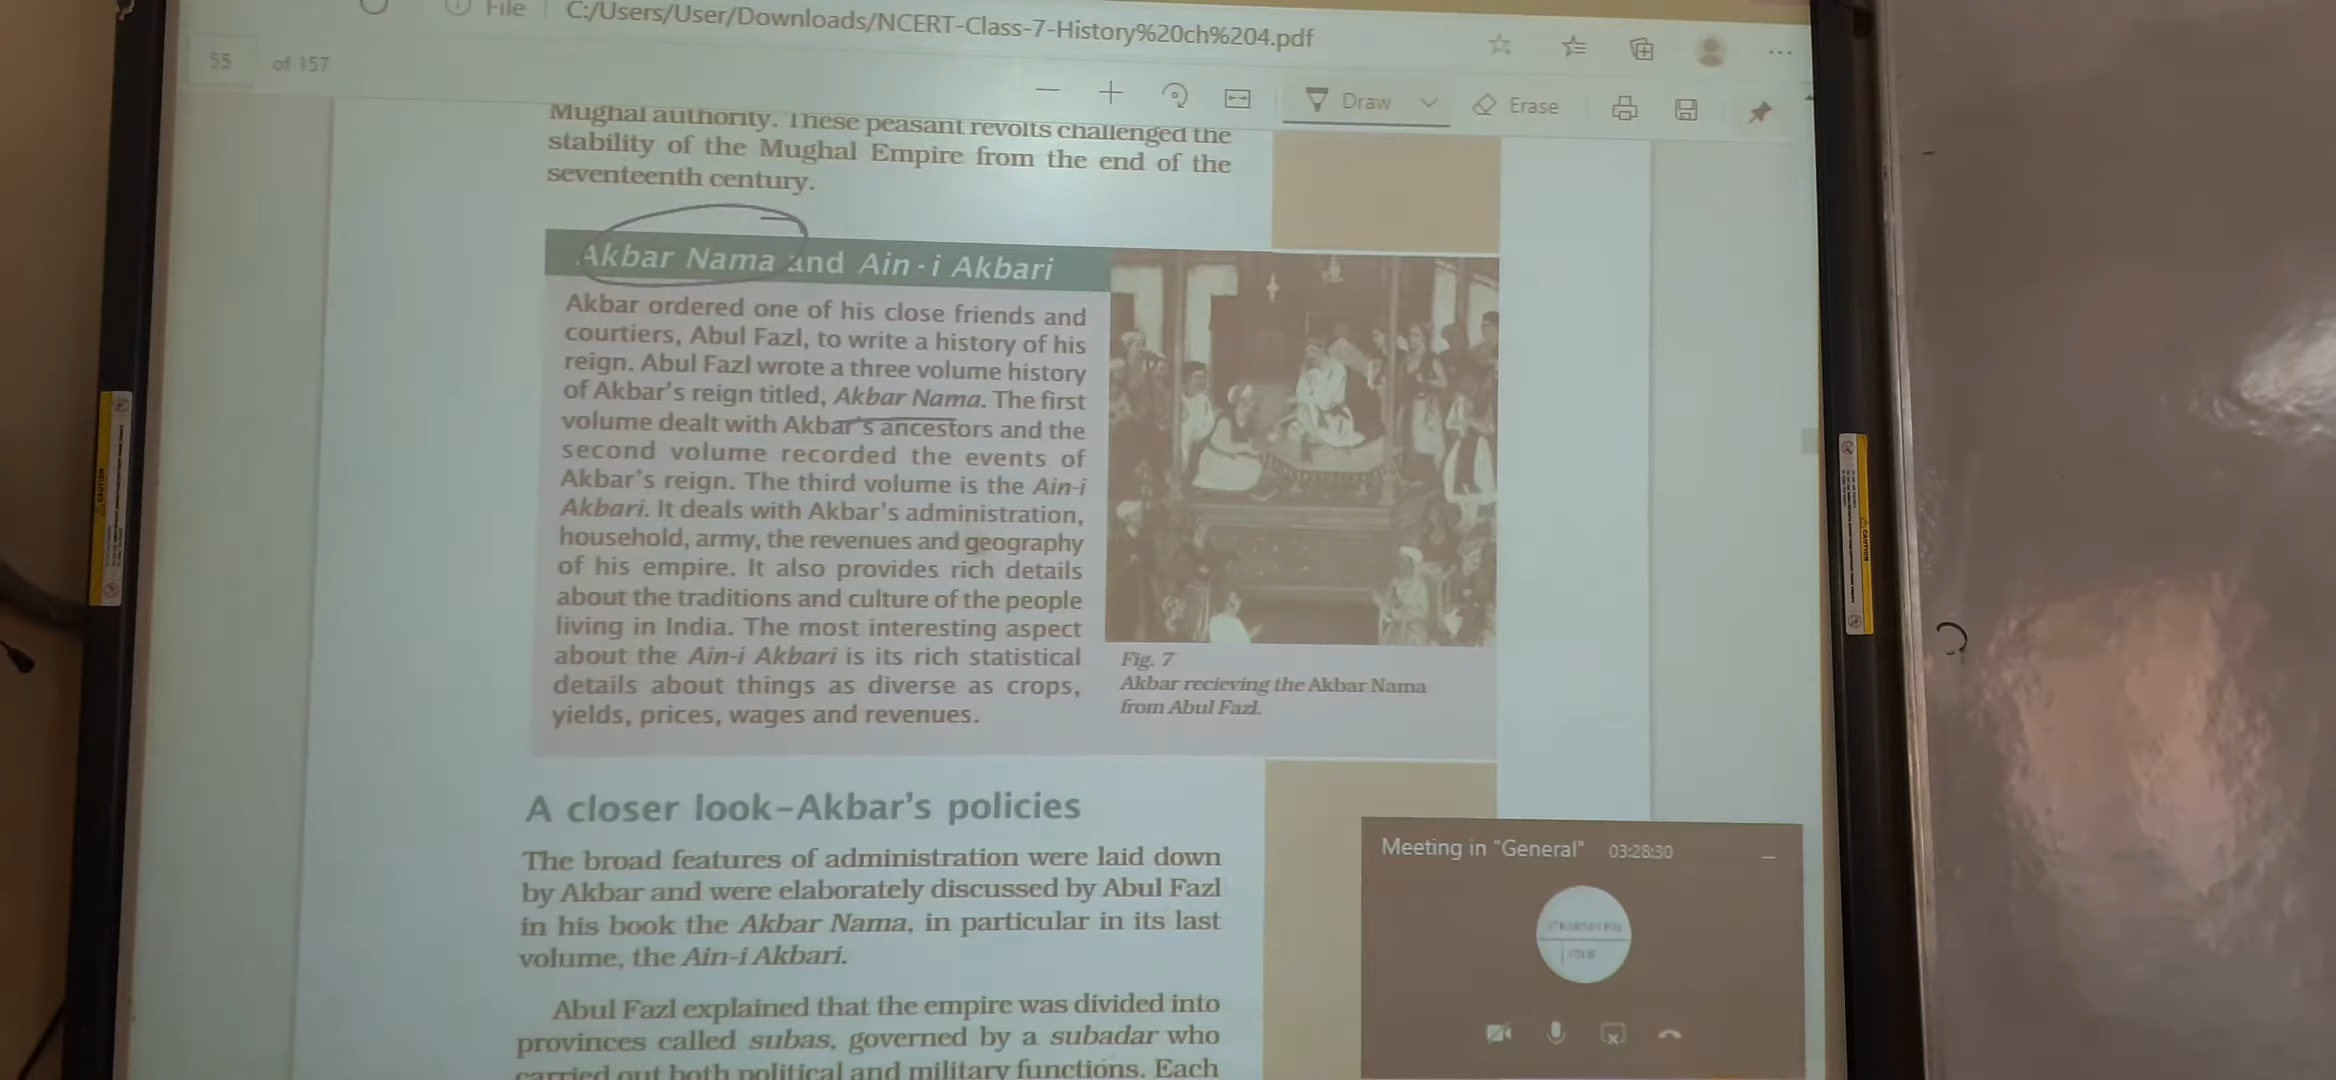 File C:/Users/User/Downloads/NCERT-Class-7-History%20ch%204.pdf
55 of 157
Draw Erase
Mughal authority. These peasant revolts challenged the
stability of the Mughal Empire from the end of the
seventeenth century.
Akbar Nama and Ain-i Akbari
Akbar ordered one of his close friends and
courtiers, Abul Fazl, to write a history of his
reign. Abul Fazl wrote a three volume history
of Akbar's reign titled, Akbar Nama. The first
volume dealt with Akbar's ancestors and the
second volume recorded the events of
Akbar's reign. The third volume is the Ain-i
Akbari. It deals with Akbar's administration,
household, army, the revenues and geography
of his empire. It also provides rich details
about the traditions and culture of the people
living in India. The most interesting aspect
about the Ain-i Akbari is its rich statistical
details about things as diverse as crops,
yields, prices, wages and revenues.
Fig. 7
Akbar recieving the Akbar Nama
from Abul Fazl.
A closer look–Akbar's policies
The broad features of administration were laid down
by Akbar and were elaborately discussed by Abul Fazl
in his book the Akbar Nama, in particular in its last
volume, the Ain-i Akbari.
Abul Fazl explained that the empire was divided into
provinces called subas, governed by a subadar who
carried out both political and military functions. Each
Meeting in "General" 03:28:30
CAUTION
CAUTION